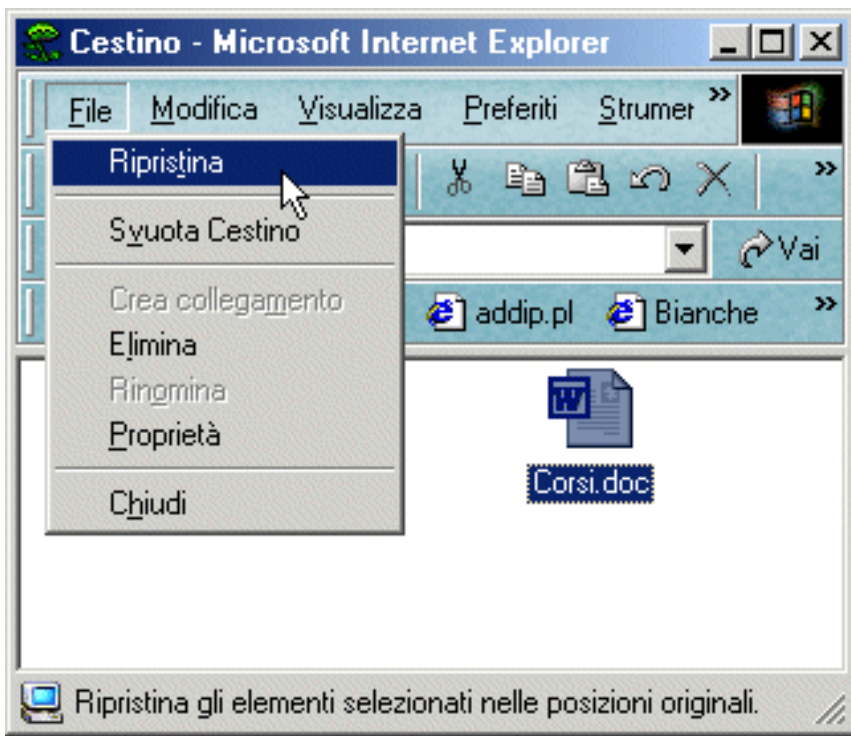 Cestino - Microsoft Internet Explorer
File Modifica Visualizza Preferiti Strumer »
Ripristina
»
Svuota Cestino
Vai
Crea collegamento
addip.pl Bianche »
Elimina
Rinomina
Proprietà
Chiudi
W
Corsi.doc
Ripristina gli elementi selezionati nelle posizioni originali.